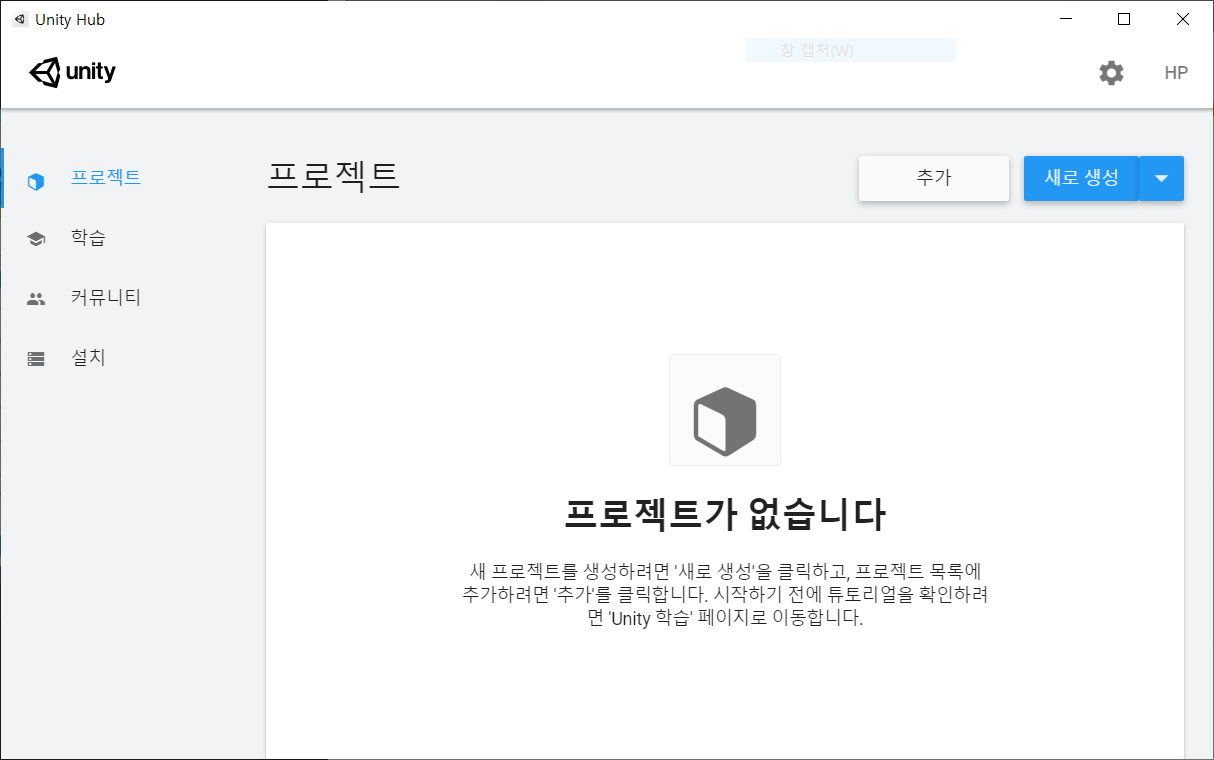 Unity Hub
창 캡처(W)
unity
HP
프로젝트
프로젝트
추가
새로 생성
학습
커뮤니티
설치
프로젝트가 없습니다
새 프로젝트를 생성하려면 '새로 생성'을 클릭하고, 프로젝트 목록에
추가하려면 '추가'를 클릭합니다. 시작하기 전에 튜토리얼을 확인하려
면 'Unity 학습' 페이지로 이동합니다.